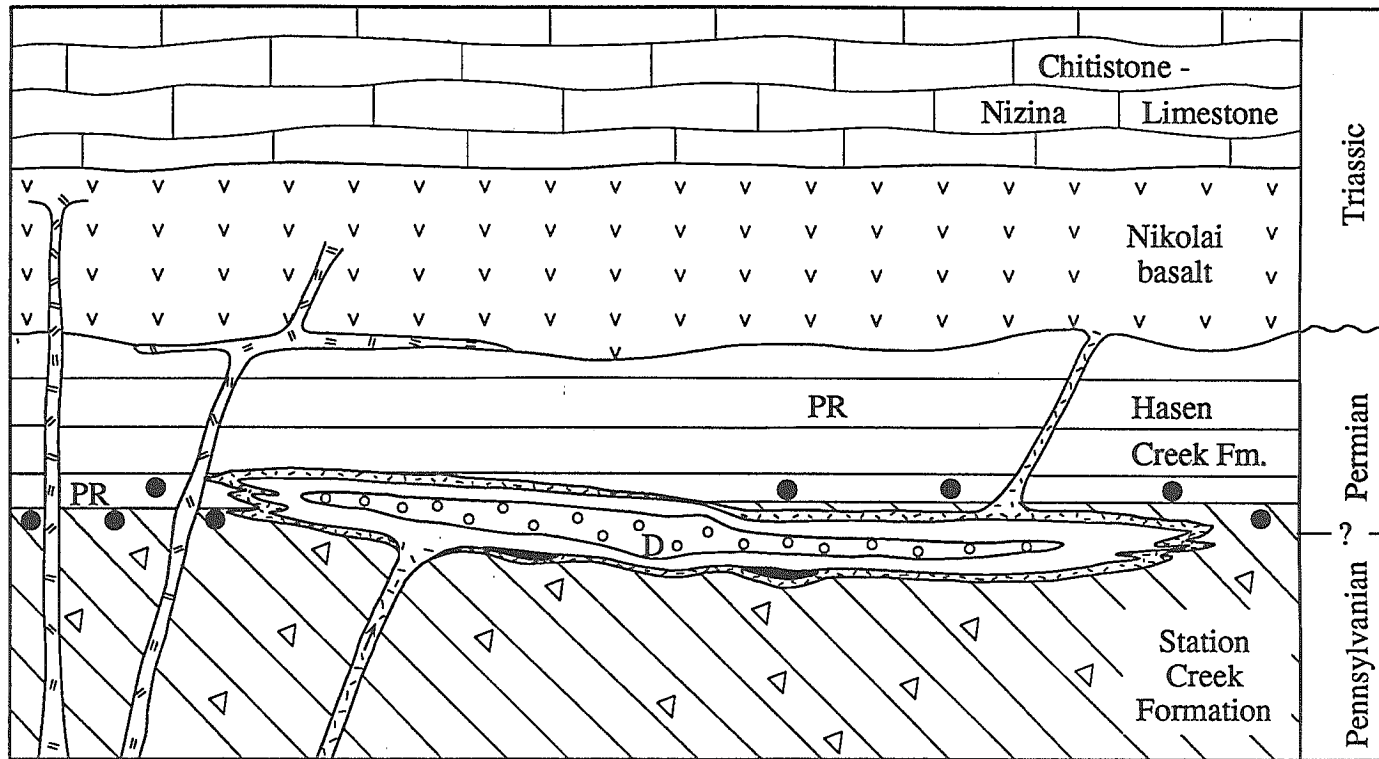 Chitistone -
Nizina Limestone
Triassic
Nikolai
basalt
PR
Hasen
Creek Fm.
Permian
PR
D
?
Station
Creek
Formation
Pennsylvanian